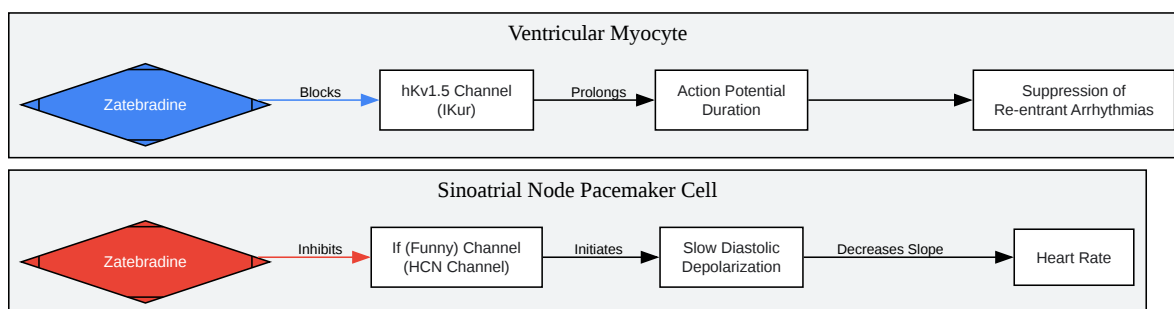 Ventricular Myocyte
Zatebradine
Blocks
hKv1.5 Channel
(IKur)
Prolongs
Action Potential
Duration
Suppression of
Re-entrant Arrhythmias
Sinoatrial Node Pacemaker Cell
Zatebradine
Inhibits
If (Funny) Channel
(HCN Channel)
Initiates
Slow Diastolic
Depolarization
Decreases Slope
Heart Rate